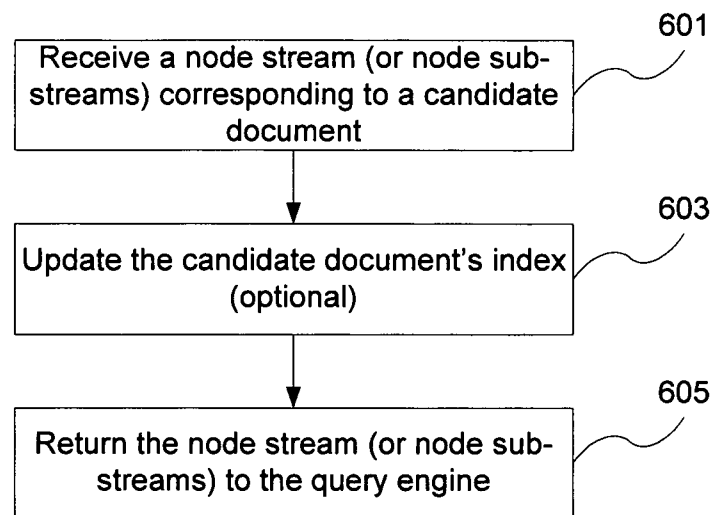 601
Receive a node stream (or node sub-
streams) corresponding to a candidate
document
603
Update the candidate document's index
(optional)
605
Return the node stream (or node sub-
streams) to the query engine